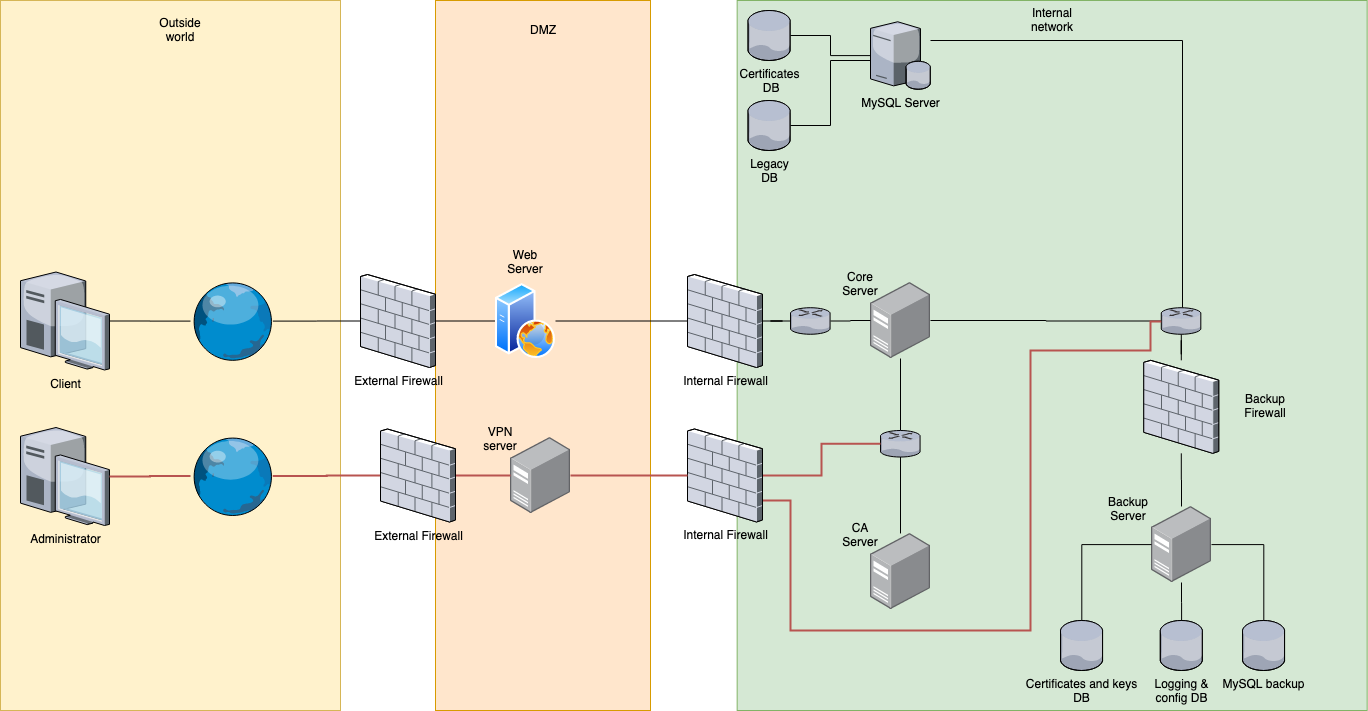 Outside
world
DMZ
Internal
network
Certificates
DB
MySQL Server
Legacy
DB
Web
Server
Core
Server
Client
External Firewall
Internal Firewall
Backup
Firewall
VPN
server
Administrator
External Firewall
Internal Firewall
CA
Server
Backup
Server
Certificates and keys
DB
Logging &
config DB
MySQL backup